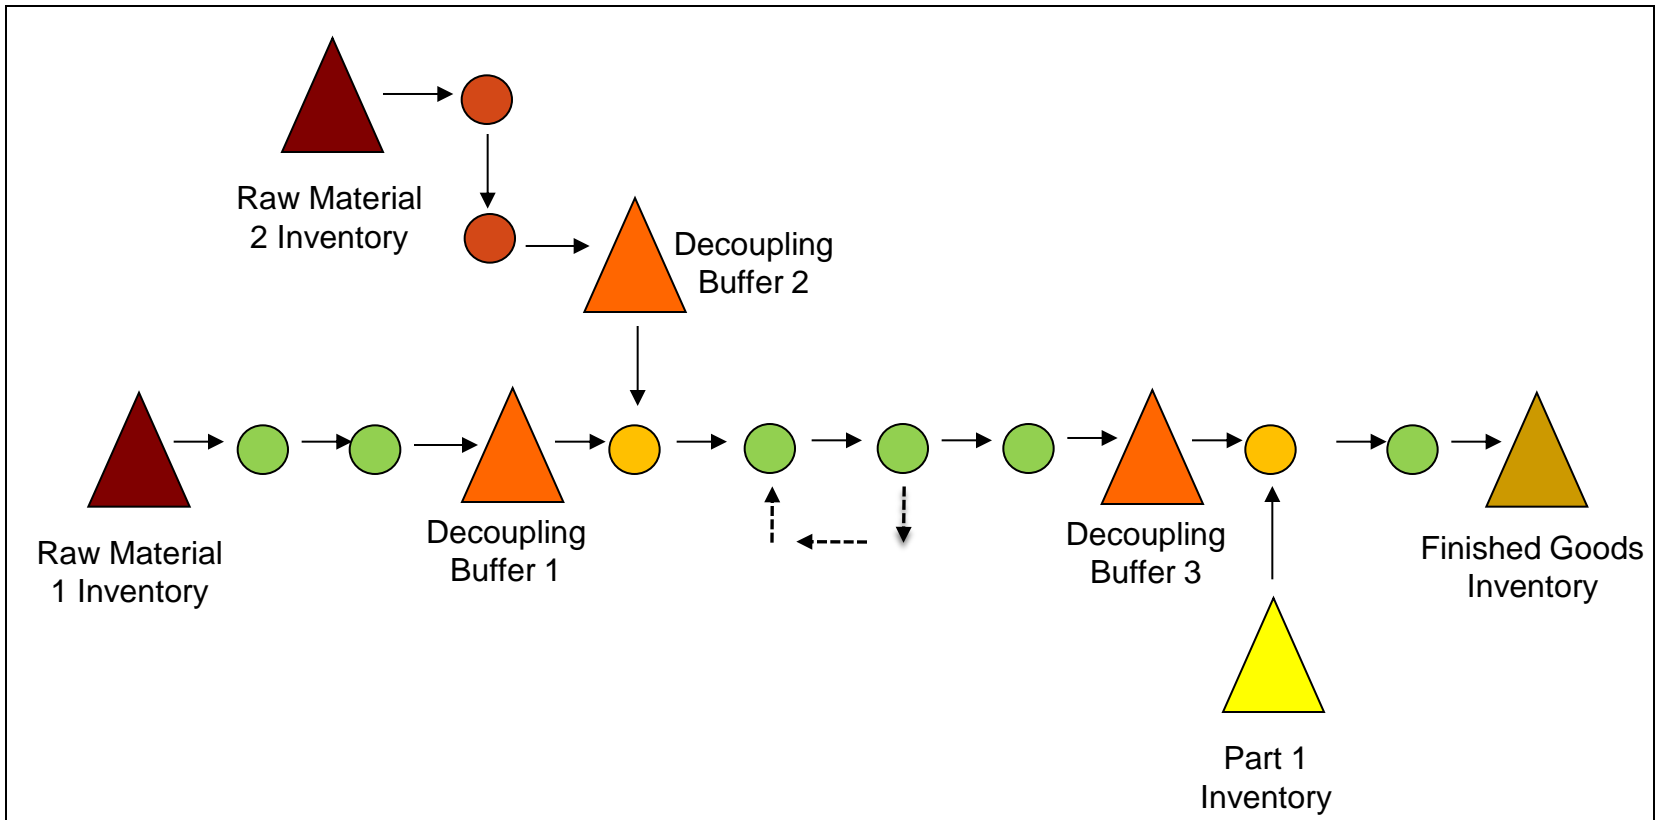 Raw Material
2 Inventory
Decoupling
Buffer 2
Raw Material
1 Inventory
Decoupling
Buffer 1
Decoupling
Buffer 3
Finished Goods
Inventory
Part 1
Inventory